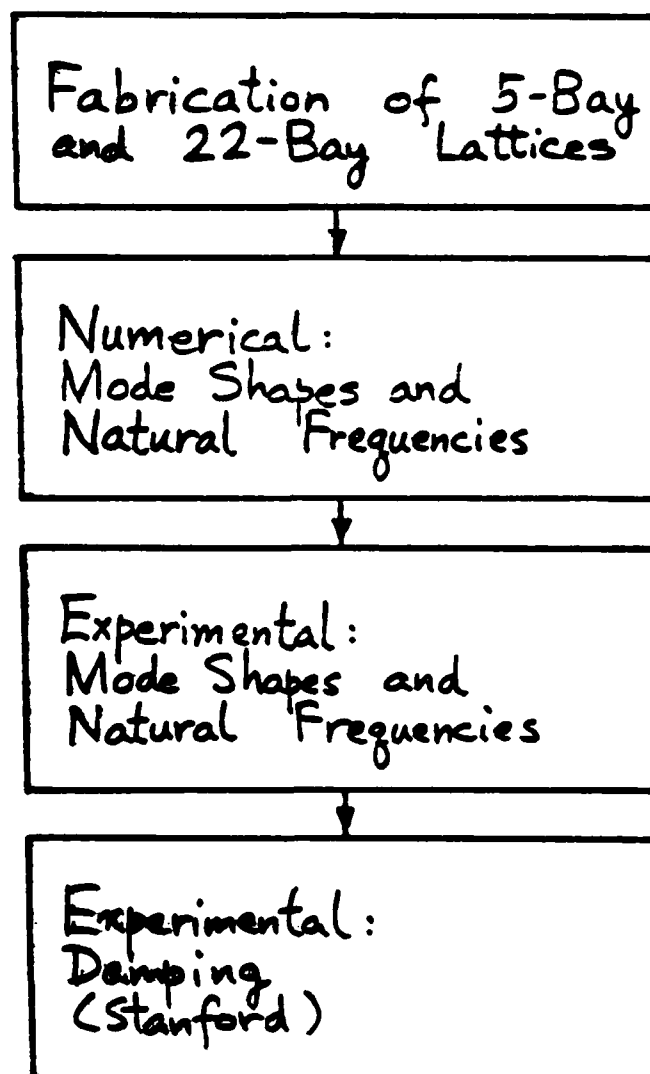 Fabrication of 5-Bay
and 22-Bay Lattices
Numerical:
Mode Shapes and
Natural Frequencies
Experimental:
Mode Shapes and
Natural Frequencies
Experimental:
Damping
(Stanford)